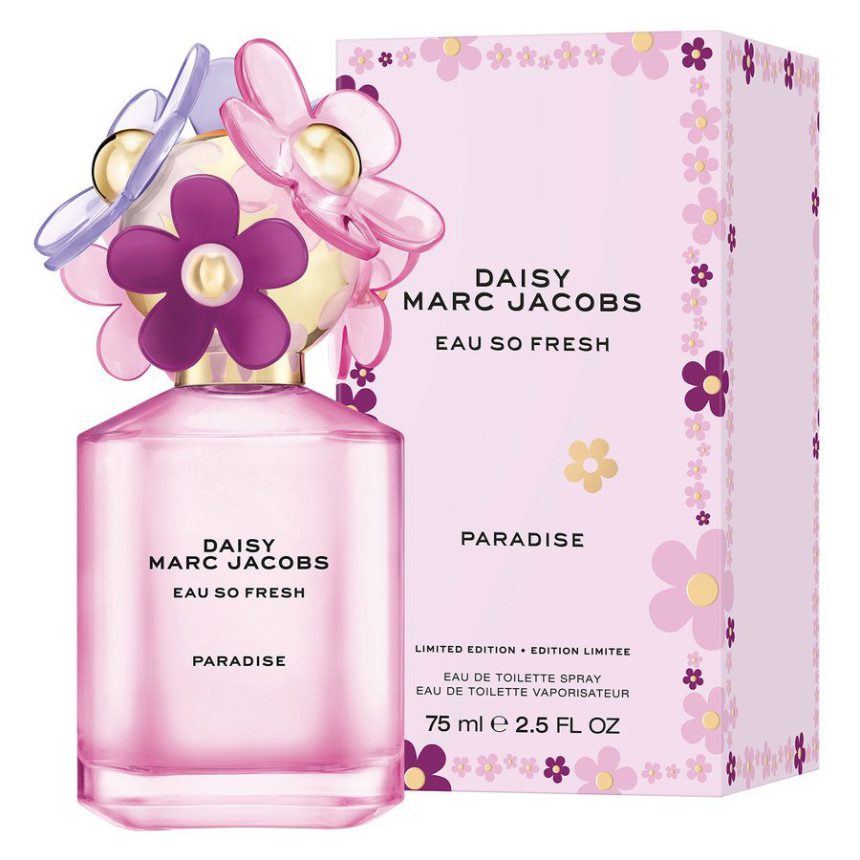 DAISY
MARC JACOBS
EAU SO FRESH
PARADISE
DAISY
MARC JACOBS
EAU SO FRESH
PARADISE
LIMITED EDITION • EDITION LIMITEE
EAU DE TOILETTE SPRAY
EAU DE TOILETTE VAPORISATEUR
75 ml ℮ 2.5 FL OZ